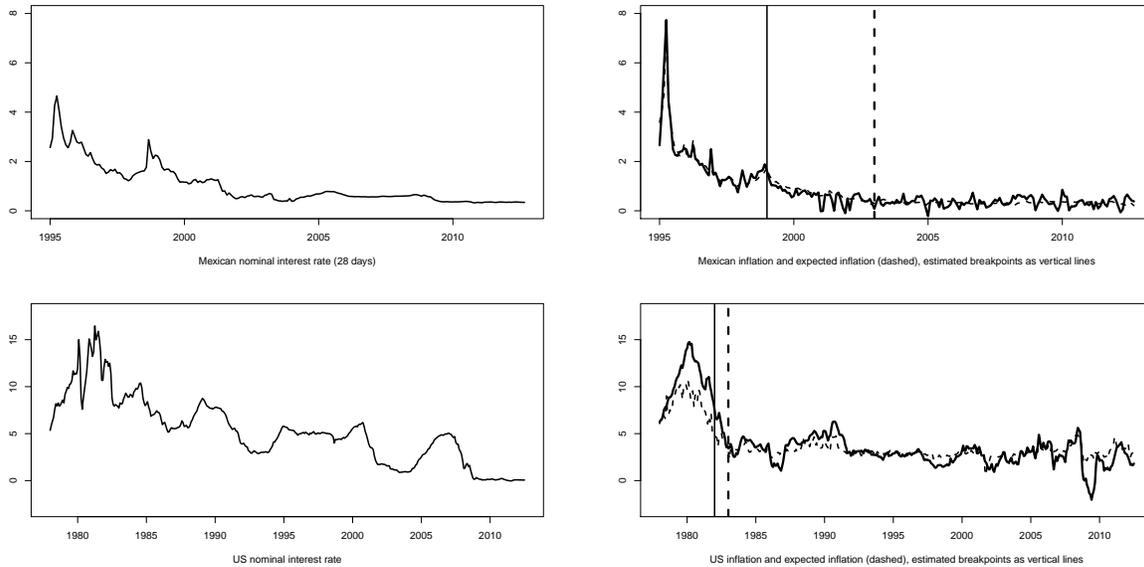 8
6
4
2
0
1995 2000 2005 2010
Mexican nominal interest rate (28 days)
8
6
4
2
0
1995 2000 2005 2010
Mexican inflation and expected inflation (dashed), estimated breakpoints as vertical lines
15
10
5
0
1980 1985 1990 1995 2000 2005 2010
US nominal interest rate
15
10
5
0
1980 1985 1990 1995 2000 2005 2010
US inflation and expected inflation (dashed), estimated breakpoints as vertical lines